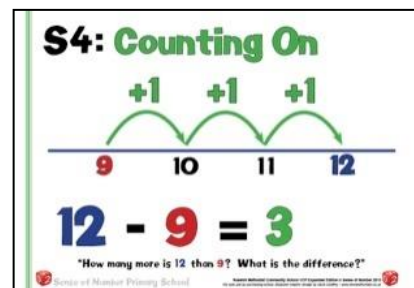 S4: Counting On
+1 +1 +1
9 10 11 12
12 - 9 = 3
"How many more is 12 than 9? What is the difference?"
Sense of Number Primary School